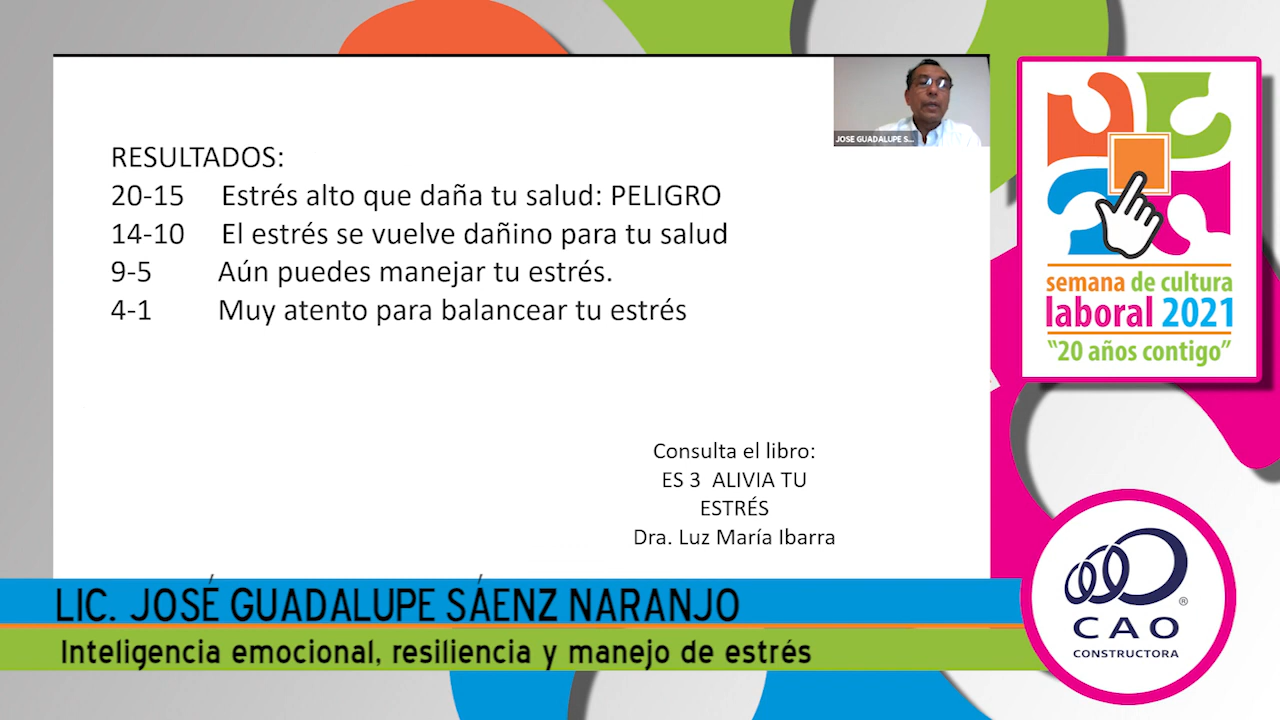 RESULTADOS:
20-15 Estrés alto que daña tu salud: PELIGRO
14-10 El estrés se vuelve dañino para tu salud
9-5 Aún puedes manejar tu estrés.
4-1 Muy atento para balancear tu estrés
Consulta el libro:
ES 3 ALIVIA TU
ESTRÉS
Dra. Luz María Ibarra
JOSE GUADALUPE S...
semana de cultura
laboral 2021
"20 años contigo"
LIC. JOSÉ GUADALUPE SÁENZ NARANJO
Inteligencia emocional, resiliencia y manejo de estrés
®
CAO
CONSTRUCTORA